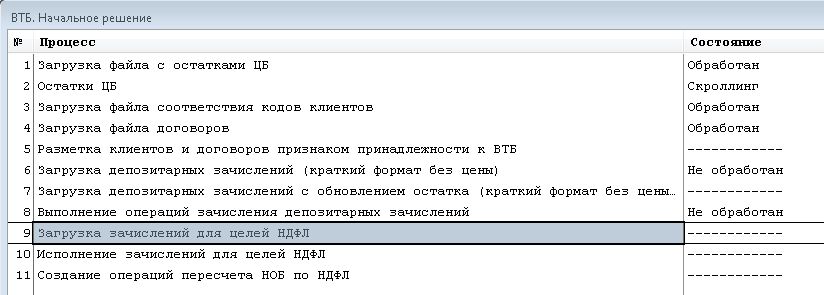 ВТБ. Начальное решение
№ Процесс Состояние
1 Загрузка файла с остатками ЦБ Обработан
2 Остатки ЦБ Скроллинг
3 Загрузка файла соответствия кодов клиентов Обработан
4 Загрузка файла договоров Обработан
5 Разметка клиентов и договоров признаком принадлежности к ВТБ ------------
6 Загрузка депозитарных зачислений (краткий формат без цены) Не обработан
7 Загрузка депозитарных зачислений с обновлением остатка (краткий формат без цены… ------------
8 Выполнение операций зачисления депозитарных зачислений Не обработан
9 Загрузка зачислений для целей НДФЛ ------------
10 Исполнение зачислений для целей НДФЛ ------------
11 Создание операций пересчета НОБ по НДФЛ ------------